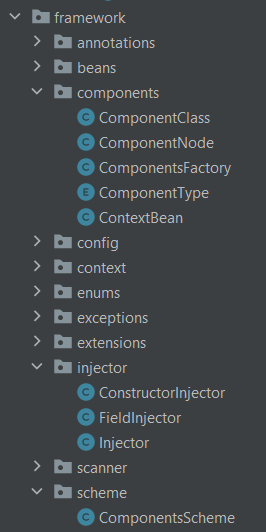 framework
annotations
beans
components
C ComponentClass
C ComponentNode
C ComponentsFactory
E ComponentType
C ContextBean
config
context
enums
exceptions
extensions
injector
C ConstructorInjector
C FieldInjector
C Injector
scanner
scheme
C ComponentsScheme